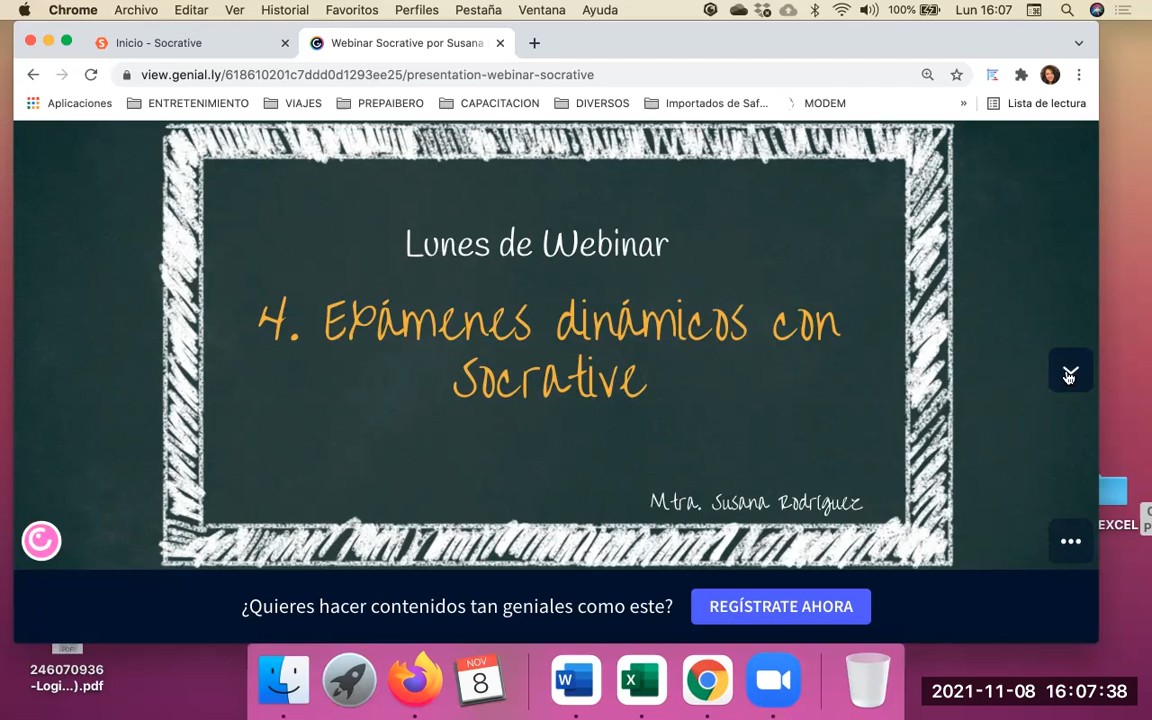 Chrome Archivo Editar Ver Historial Favoritos Perfiles Pestaña Ventana Ayuda 100% Lun 16:07
Inicio - Socrative Webinar Socrative por Susana
view.genial.ly/618610201c7ddd0d1293ee25/presentation-webinar-socrative
Aplicaciones ENTRETENIMIENTO VIAJES PREPAIBERO CAPACITACION DIVERSOS Importados de Saf... MODEM » Lista de lectura
Lunes de Webinar
4. Exámenes dinámicos con
Socrative
Mtra. Susana Rodríguez
EXCEL
¿Quieres hacer contenidos tan geniales como este? REGÍSTRATE AHORA
246070936
-Logi...).pdf
NOV
8
W
X
2021-11-08 16:07:38